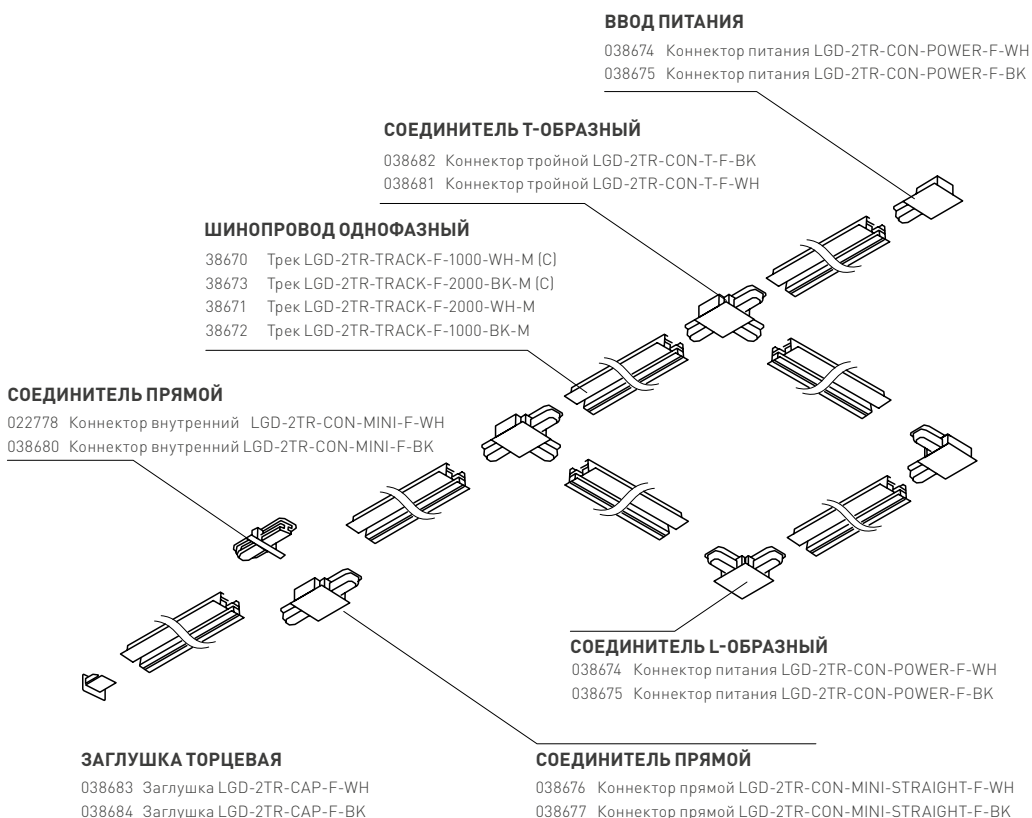 ВВОД ПИТАНИЯ
038674 Коннектор питания LGD-2TR-CON-POWER-F-WH
038675 Коннектор питания LGD-2TR-CON-POWER-F-BK
СОЕДИНИТЕЛЬ Т-ОБРАЗНЫЙ
038682 Коннектор тройной LGD-2TR-CON-T-F-BK
038681 Коннектор тройной LGD-2TR-CON-T-F-WH
ШИНОПРОВОД ОДНОФАЗНЫЙ
38670 Трек LGD-2TR-TRACK-F-1000-WH-M (C)
38673 Трек LGD-2TR-TRACK-F-2000-BK-M (C)
38671 Трек LGD-2TR-TRACK-F-2000-WH-M
38672 Трек LGD-2TR-TRACK-F-1000-BK-M
СОЕДИНИТЕЛЬ ПРЯМОЙ
022778 Коннектор внутренний LGD-2TR-CON-MINI-F-WH
038680 Коннектор внутренний LGD-2TR-CON-MINI-F-BK
СОЕДИНИТЕЛЬ L-ОБРАЗНЫЙ
038674 Коннектор питания LGD-2TR-CON-POWER-F-WH
038675 Коннектор питания LGD-2TR-CON-POWER-F-BK
ЗАГЛУШКА ТОРЦЕВАЯ
038683 Заглушка LGD-2TR-CAP-F-WH
038684 Заглушка LGD-2TR-CAP-F-BK
СОЕДИНИТЕЛЬ ПРЯМОЙ
038676 Коннектор прямой LGD-2TR-CON-MINI-STRAIGHT-F-WH
038677 Коннектор прямой LGD-2TR-CON-MINI-STRAIGHT-F-BK